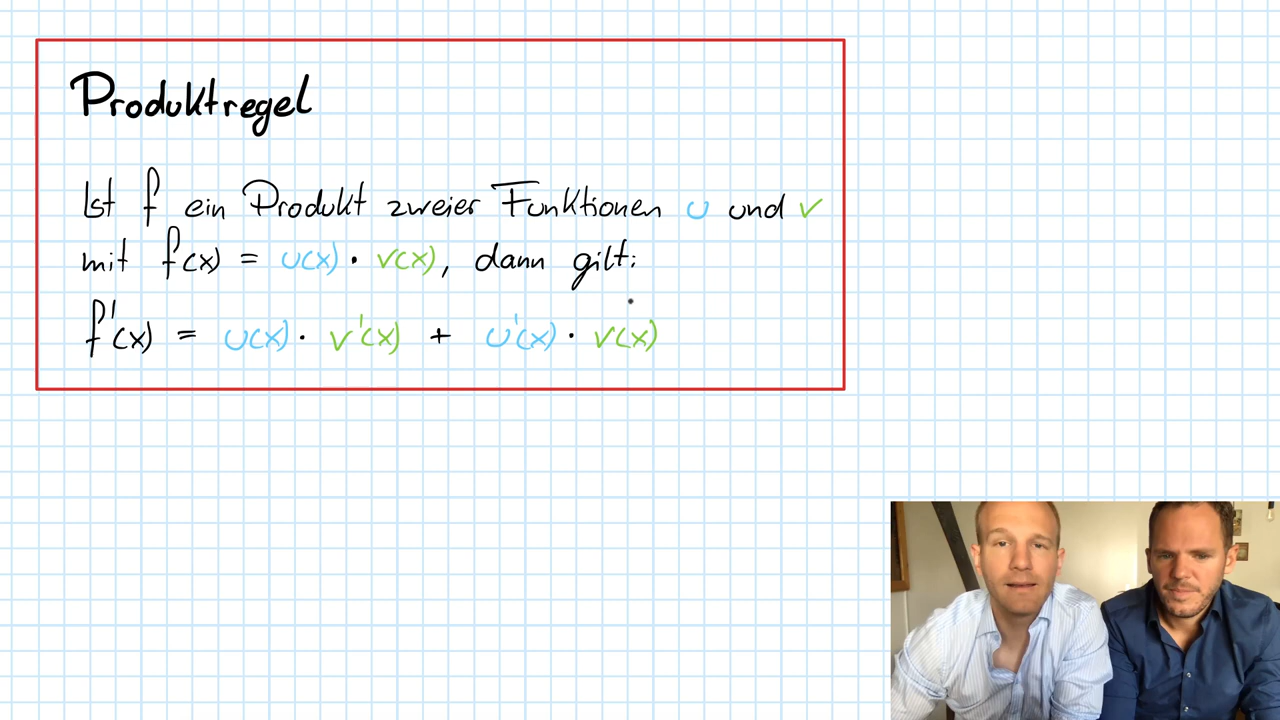 Produktregel
Ist f ein Produkt zweier Funktionen u und v
mit f(x) = u(x) · v(x), dann gilt:
f'(x) = u(x) · v'(x) + u'(x) · v(x)